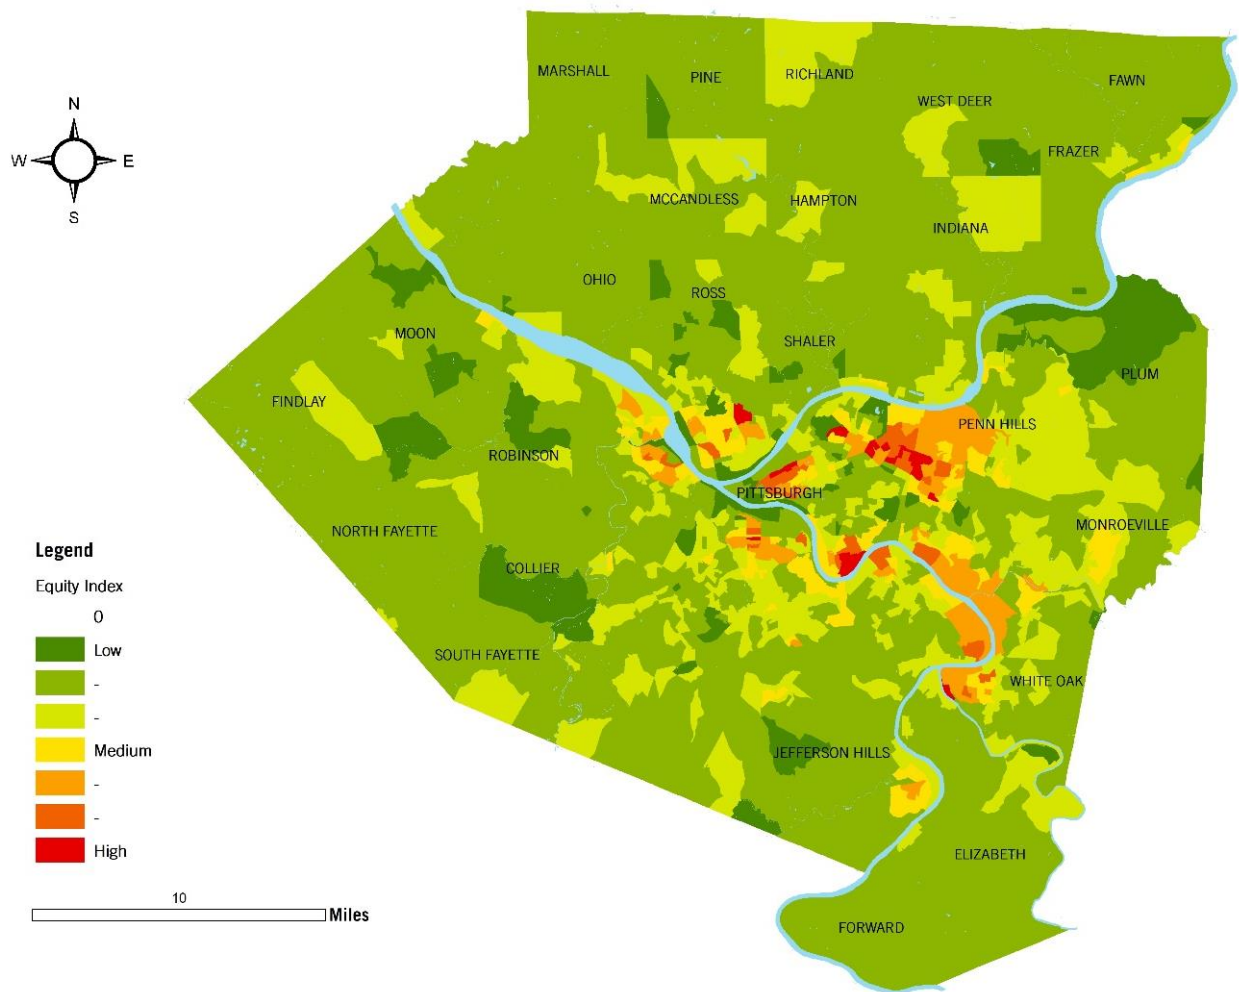 MARSHALL
PINE
RICHLAND
FAWN
WEST DEER
N
W
E
S
FRAZER
MCCANDLESS
HAMPTON
INDIANA
OHIO
ROSS
MOON
SHALER
PLUM
FINDLAY
PENN HILLS
ROBINSON
PITTSBURGH
NORTH FAYETTE
MONROEVILLE
COLLIER
SOUTH FAYETTE
WHITE OAK
JEFFERSON HILLS
ELIZABETH
FORWARD
Legend
Equity Index
0
Low
-
-
Medium
-
-
High
10
Miles